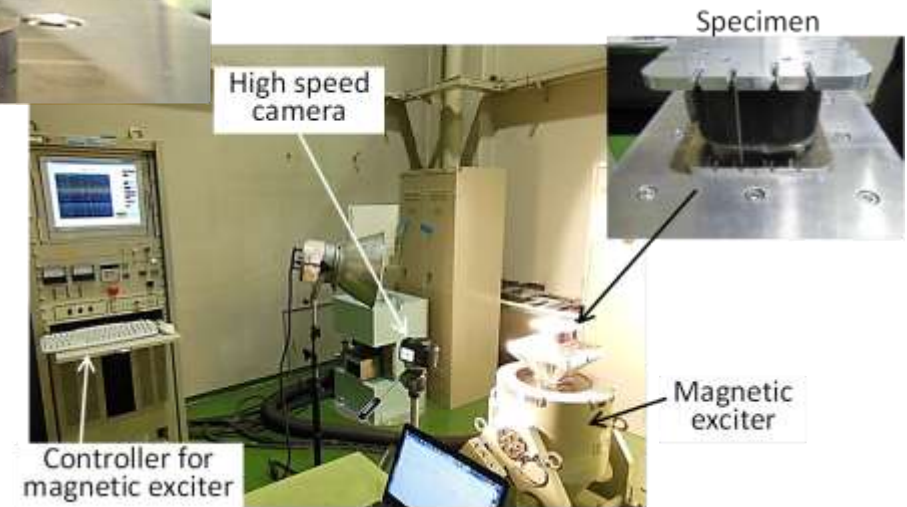 Specimen
High speed
camera
Magnetic
exciter
Controller for
magnetic exciter